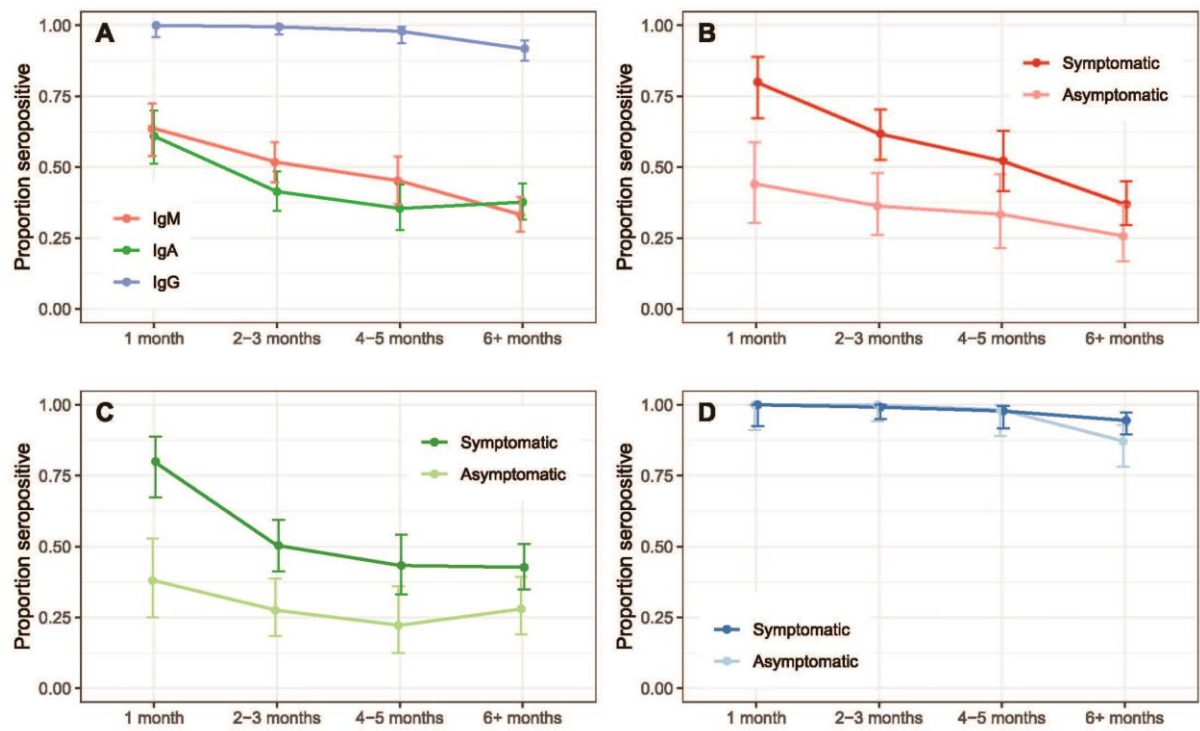 A
Proportion seropositive
1.00
0.75
0.50
0.25
0.00
IgM
IgA
IgG
1 month
2–3 months
4–5 months
6+ months
B
Proportion seropositive
1.00
0.75
0.50
0.25
0.00
Symptomatic
Asymptomatic
1 month
2–3 months
4–5 months
6+ months
C
Proportion seropositive
1.00
0.75
0.50
0.25
0.00
Symptomatic
Asymptomatic
1 month
2–3 months
4–5 months
6+ months
D
Proportion seropositive
1.00
0.75
0.50
0.25
0.00
Symptomatic
Asymptomatic
1 month
2–3 months
4–5 months
6+ months